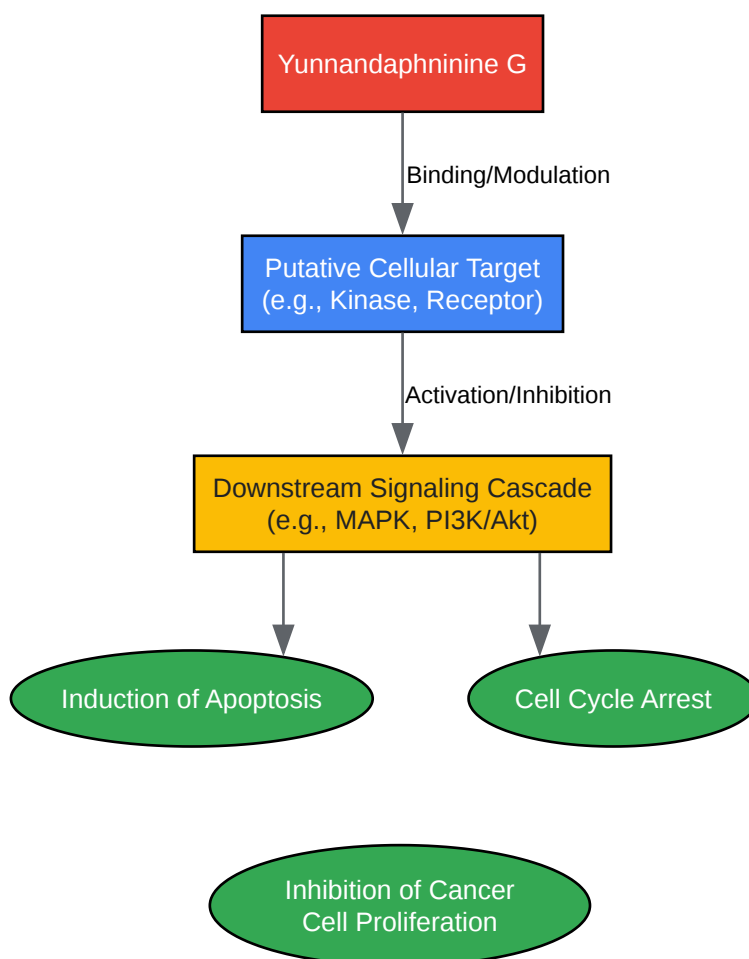 Yunnandaphninine G
Binding/Modulation
Putative Cellular Target
(e.g., Kinase, Receptor)
Activation/Inhibition
Downstream Signaling Cascade
(e.g., MAPK, PI3K/Akt)
Induction of Apoptosis
Cell Cycle Arrest
Inhibition of Cancer
Cell Proliferation